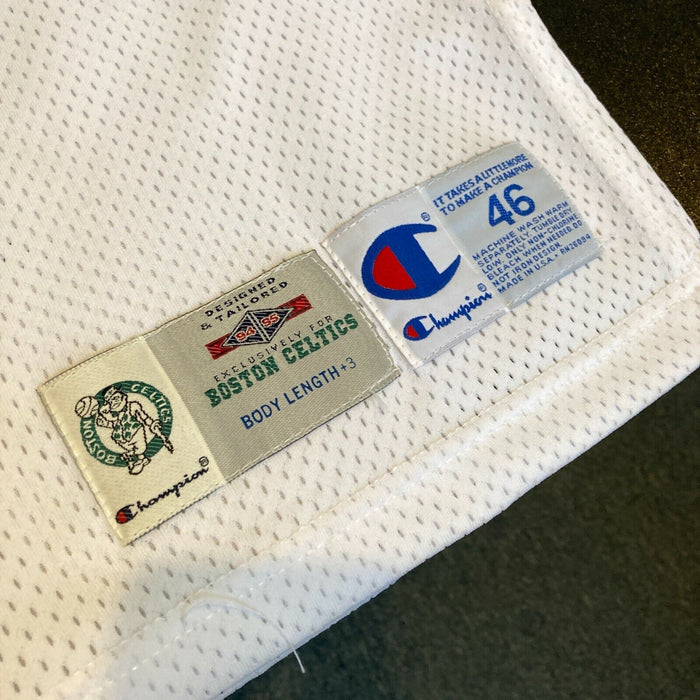 DESIGNED
& TAILORED
94 95
EXCLUSIVELY FOR
BOSTON CELTICS
BODY LENGTH +3
BOSTON CELTICS
Champion®
IT TAKES A LITTLE MORE
TO MAKE A CHAMPION
®
46
MACHINE WASH WARM
SEPARATELY. TUMBLE DRY
LOW. ONLY NON-CHLORINE
BLEACH WHEN NEEDED. DO
NOT IRON DESIGN.
MADE IN U.S.A. • RN26094
Champion®